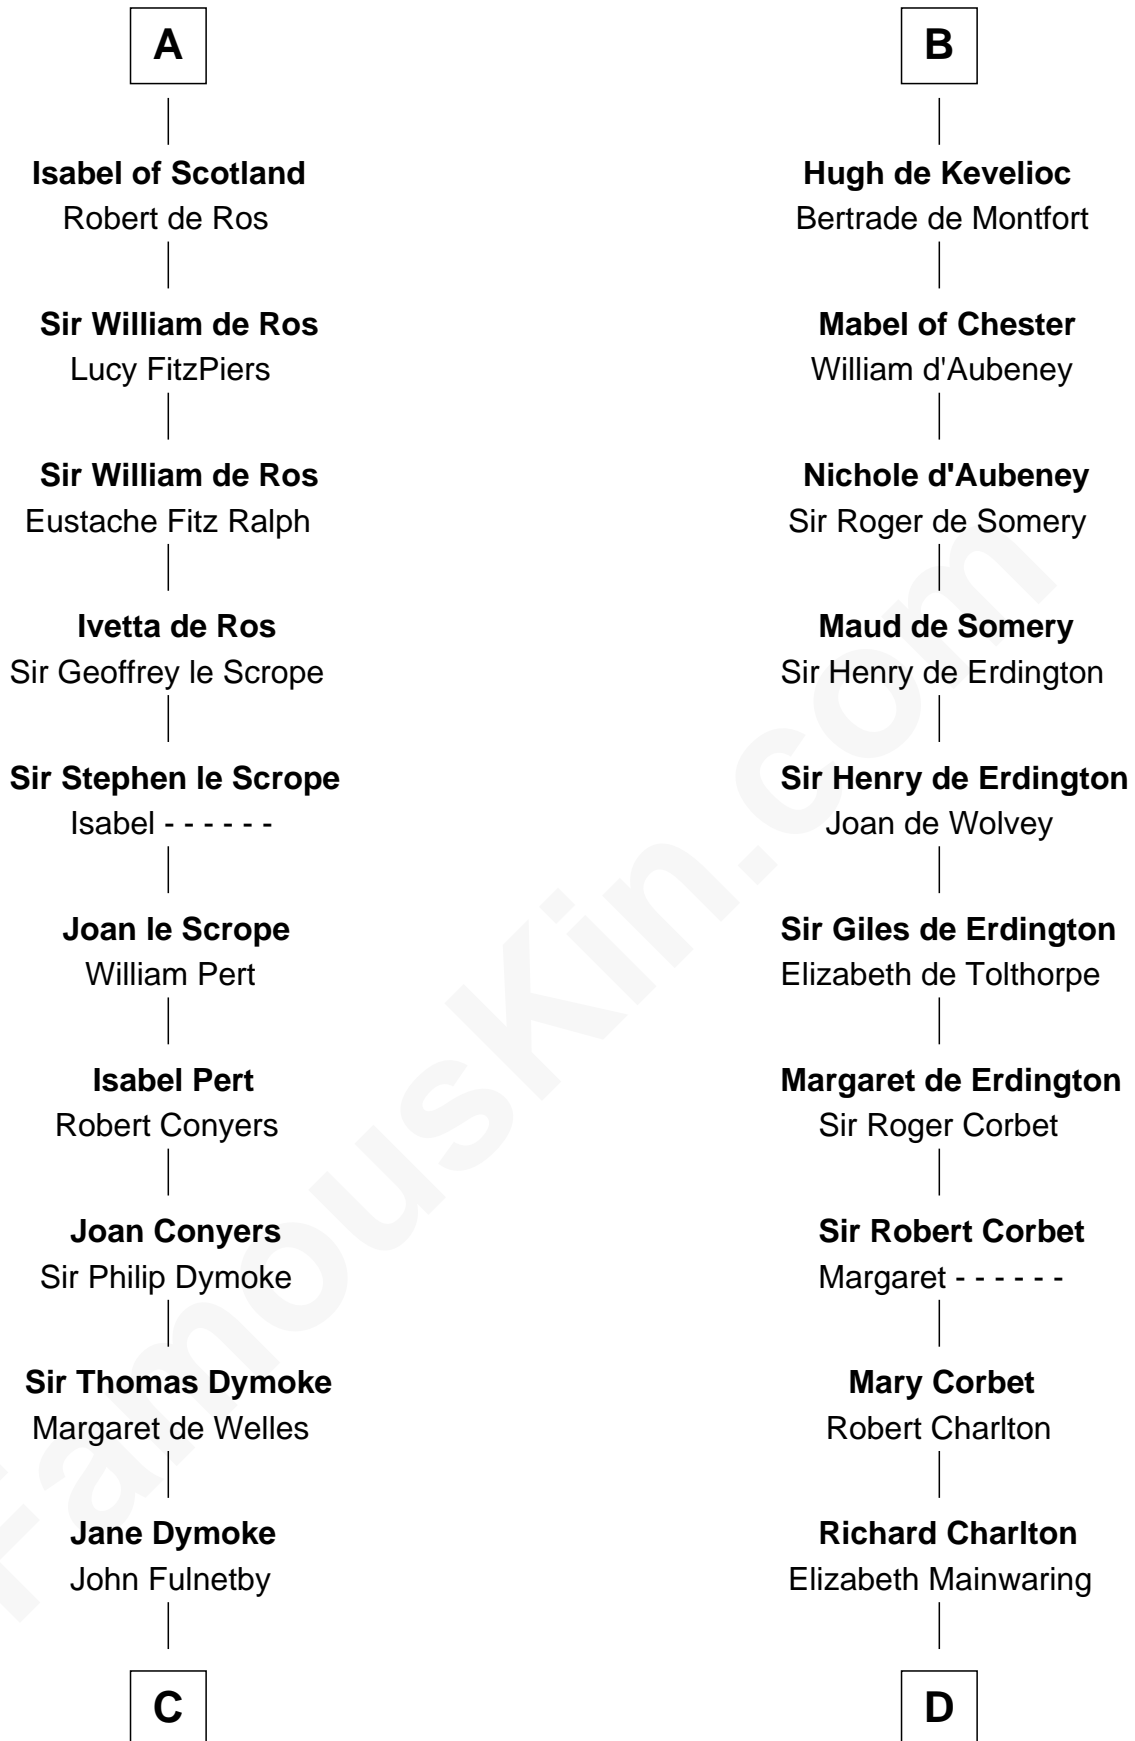 A
Isabel of Scotland
Robert de Ros
Sir William de Ros
Lucy FitzPiers
Sir William de Ros
Eustache Fitz Ralph
Ivetta de Ros
Sir Geoffrey le Scrope
Sir Stephen le Scrope
Isabel - - - - - -
Joan le Scrope
William Pert
Isabel Pert
Robert Conyers
Joan Conyers
Sir Philip Dymoke
Sir Thomas Dymoke
Margaret de Welles
Jane Dymoke
John Fulnetby
C
B
Hugh de Kevelioc
Bertrade de Montfort
Mabel of Chester
William d'Aubeney
Nichole d'Aubeney
Sir Roger de Somery
Maud de Somery
Sir Henry de Erdington
Sir Henry de Erdington
Joan de Wolvey
Sir Giles de Erdington
Elizabeth de Tolthorpe
Margaret de Erdington
Sir Roger Corbet
Sir Robert Corbet
Margaret - - - - - -
Mary Corbet
Robert Charlton
Richard Charlton
Elizabeth Mainwaring
D
FamousKin.com